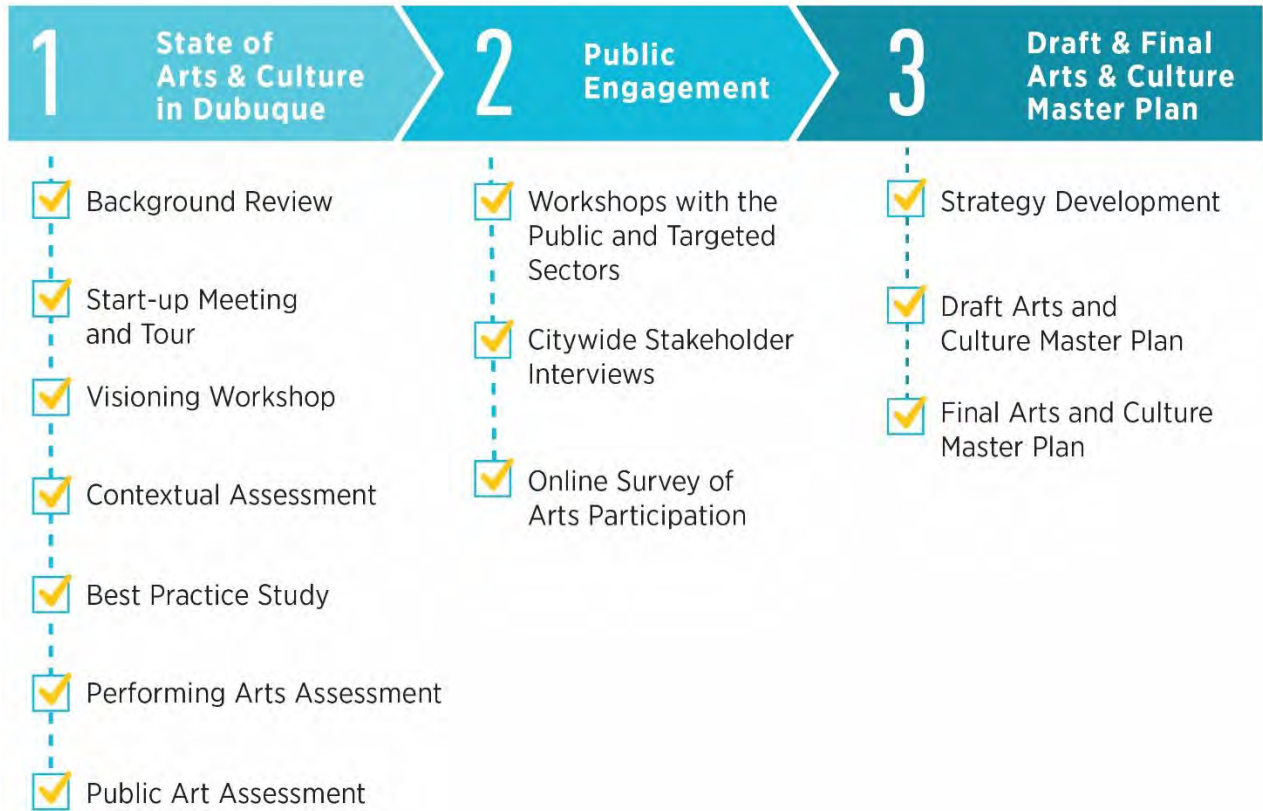 1
State of
Arts & Culture
in Dubuque
Background Review
Start-up Meeting
and Tour
Visioning Workshop
Contextual Assessment
Best Practice Study
Performing Arts Assessment
Public Art Assessment
2
Public
Engagement
Workshops with the
Public and Targeted
Sectors
Citywide Stakeholder
Interviews
Online Survey of
Arts Participation
3
Draft & Final
Arts & Culture
Master Plan
Strategy Development
Draft Arts and
Culture Master Plan
Final Arts and Culture
Master Plan